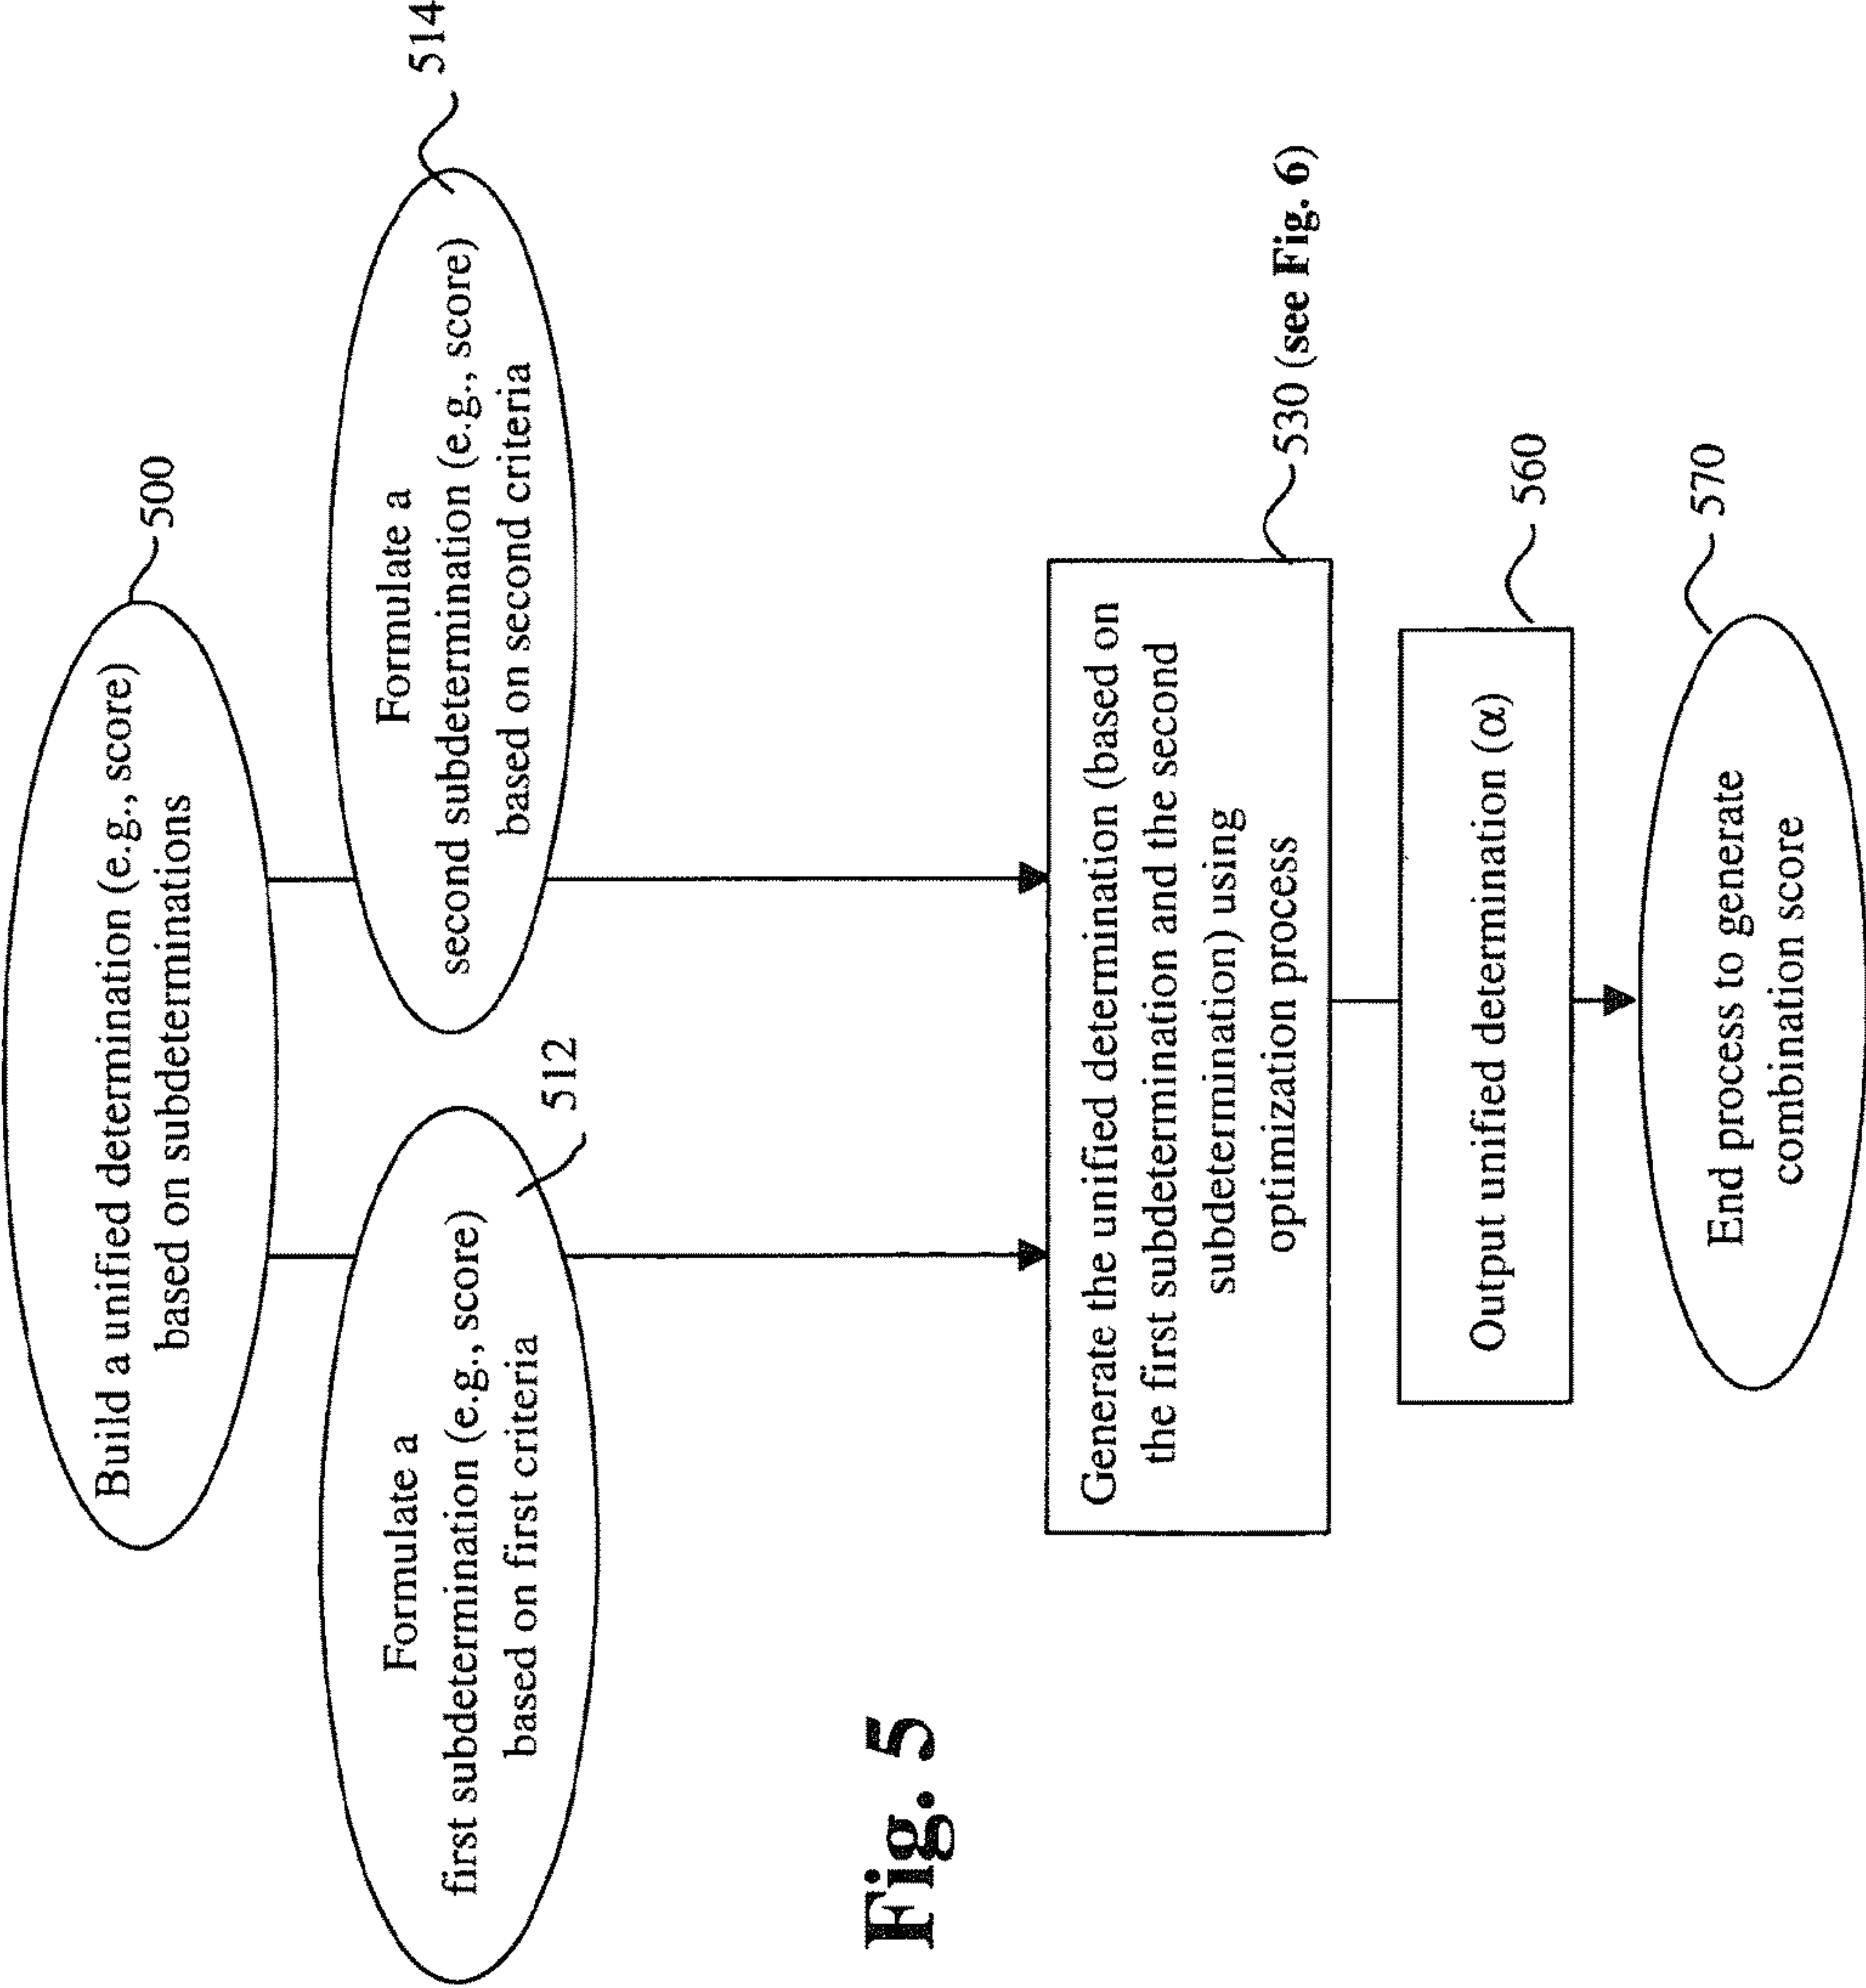 500
Build a unified determination (e.g., score)
based on subdeterminations
Formulate a
first subdetermination (e.g., score)
based on first criteria
512
Formulate a
second subdetermination (e.g., score)
based on second criteria
514
Generate the unified determination (based on
the first subdetermination and the second
subdetermination) using
optimization process
530 (see Fig. 6)
Output unified determination (α)
560
End process to generate
combination score
570
Fig. 5